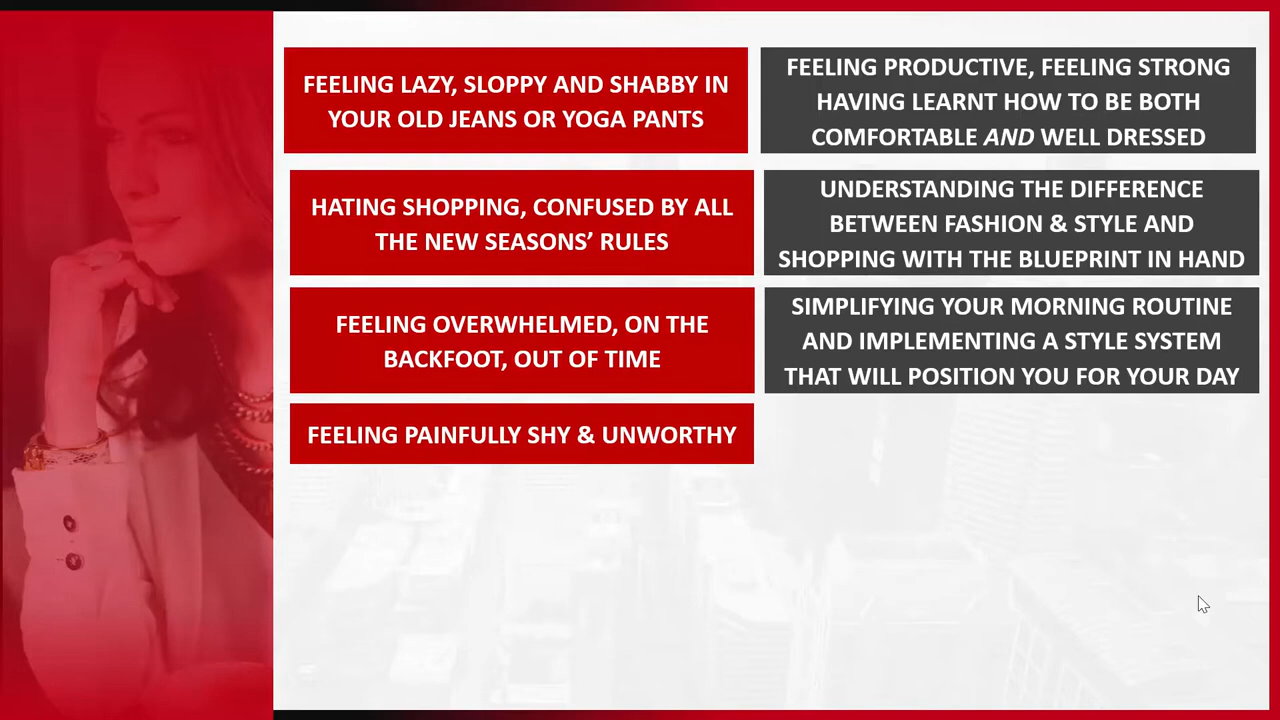 FEELING LAZY, SLOPPY AND SHABBY IN
YOUR OLD JEANS OR YOGA PANTS
FEELING PRODUCTIVE, FEELING STRONG
HAVING LEARNT HOW TO BE BOTH
COMFORTABLE AND WELL DRESSED
HATING SHOPPING, CONFUSED BY ALL
THE NEW SEASONS’ RULES
UNDERSTANDING THE DIFFERENCE
BETWEEN FASHION & STYLE AND
SHOPPING WITH THE BLUEPRINT IN HAND
FEELING OVERWHELMED, ON THE
BACKFOOT, OUT OF TIME
SIMPLIFYING YOUR MORNING ROUTINE
AND IMPLEMENTING A STYLE SYSTEM
THAT WILL POSITION YOU FOR YOUR DAY
FEELING PAINFULLY SHY & UNWORTHY